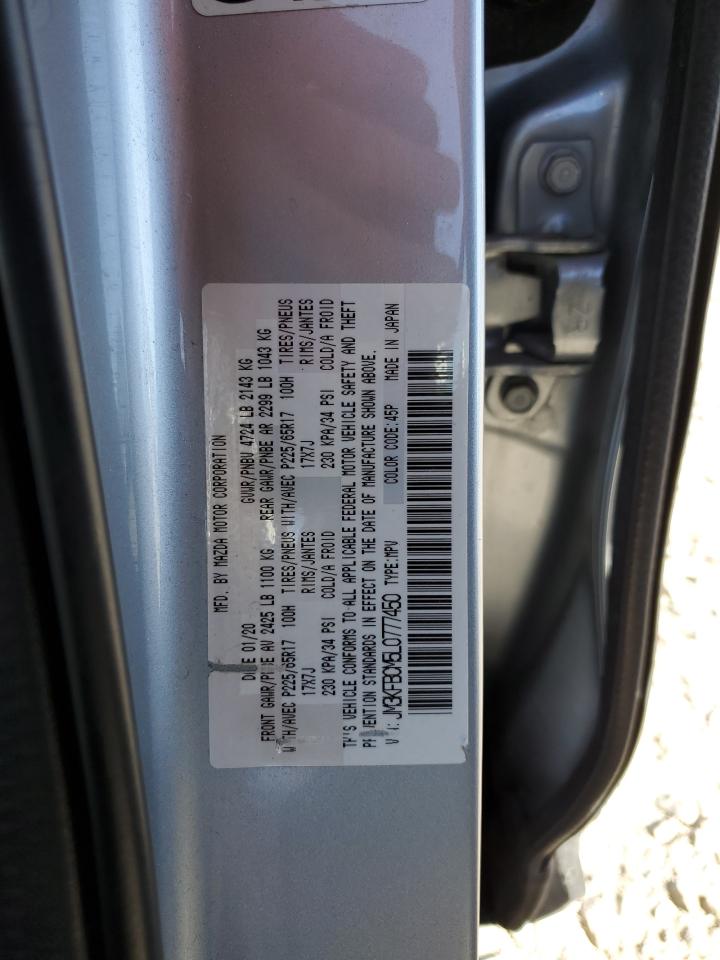 MFD. BY MAZDA MOTOR CORPORATION
DATE 01/20 GVWR/PNBV 4724 LB 2143 KG
FRONT GAWR/PNBE AV 2425 LB 1100 KG REAR GAWR/PNBE AR 2299 LB 1043 KG
WITH/AVEC P225/65R17 100H TIRES/PNEUS WITH/AVEC P225/65R17 100H TIRES/PNEUS
17X7J RIMS/JANTES 17X7J RIMS/JANTES
230 KPA/34 PSI COLD/A FROID 230 KPA/34 PSI COLD/A FROID
THIS VEHICLE CONFORMS TO ALL APPLICABLE FEDERAL MOTOR VEHICLE SAFETY AND THEFT
PREVENTION STANDARDS IN EFFECT ON THE DATE OF MANUFACTURE SHOWN ABOVE.
VIN: JM3KFBCM5L0777450 TYPE:MPV COLOR CODE:45P MADE IN JAPAN